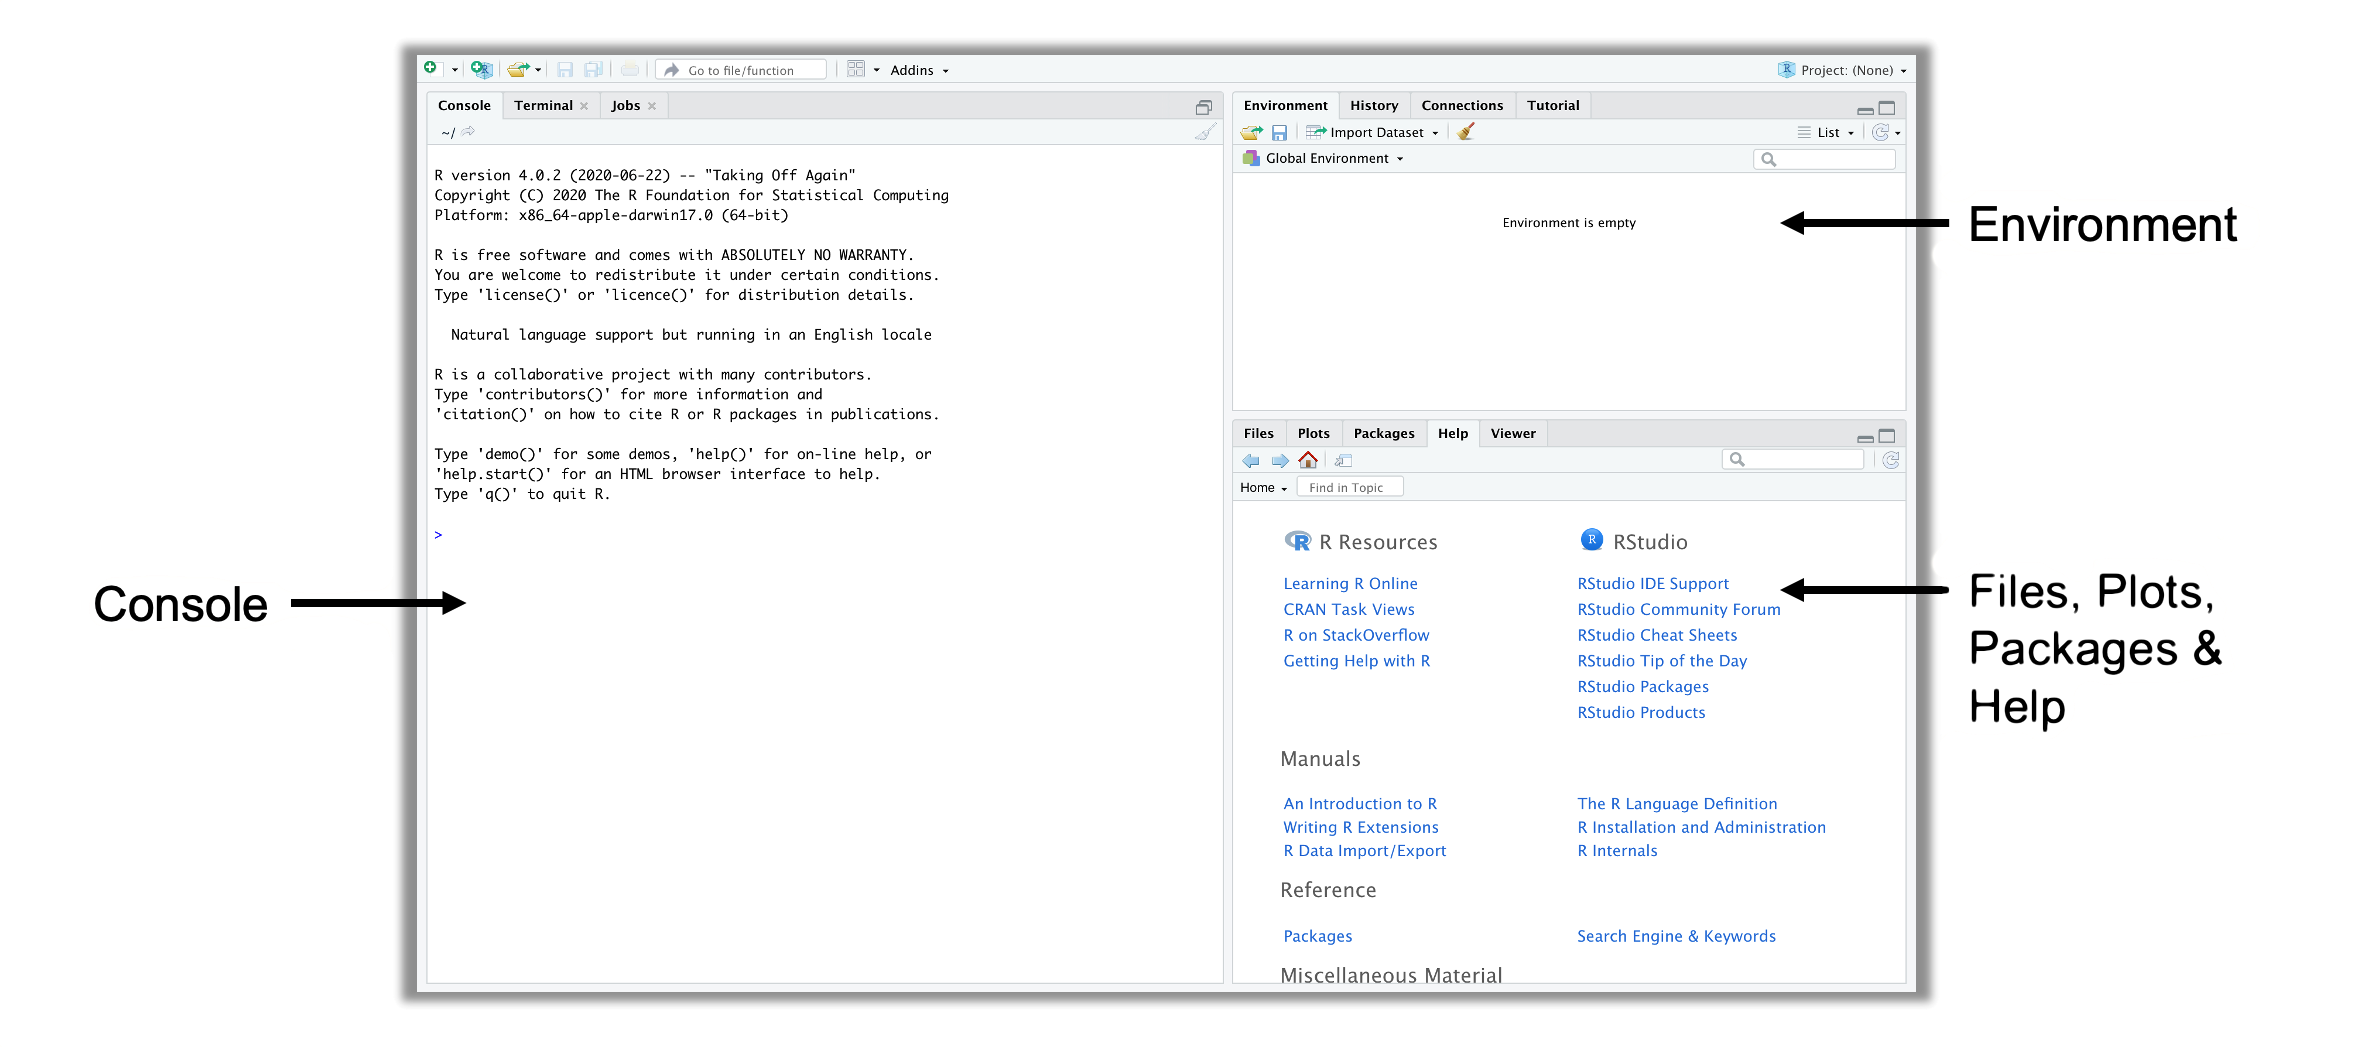 Go to file/function
Addins
Project: (None)
Console
Terminal
Jobs
~/
R version 4.0.2 (2020-06-22) -- "Taking Off Again"
Copyright (C) 2020 The R Foundation for Statistical Computing
Platform: x86_64-apple-darwin17.0 (64-bit)
R is free software and comes with ABSOLUTELY NO WARRANTY.
You are welcome to redistribute it under certain conditions.
Type 'license()' or 'licence()' for distribution details.
Natural language support but running in an English locale
R is a collaborative project with many contributors.
Type 'contributors()' for more information and
'citation()' on how to cite R or R packages in publications.
Type 'demo()' for some demos, 'help()' for on-line help, or
'help.start()' for an HTML browser interface to help.
Type 'q()' to quit R.
>
Console
Environment History Connections Tutorial
Import Dataset
List
Global Environment
Environment is empty
Environment
Files Plots Packages Help Viewer
Home
Find in Topic
R Resources
Learning R Online
CRAN Task Views
R on StackOverflow
Getting Help with R
RStudio
RStudio IDE Support
RStudio Community Forum
RStudio Cheat Sheets
RStudio Tip of the Day
RStudio Packages
RStudio Products
Manuals
An Introduction to R
Writing R Extensions
R Data Import/Export
The R Language Definition
R Installation and Administration
R Internals
Reference
Packages
Search Engine & Keywords
Miscellaneous Material
Files, Plots,
Packages &
Help